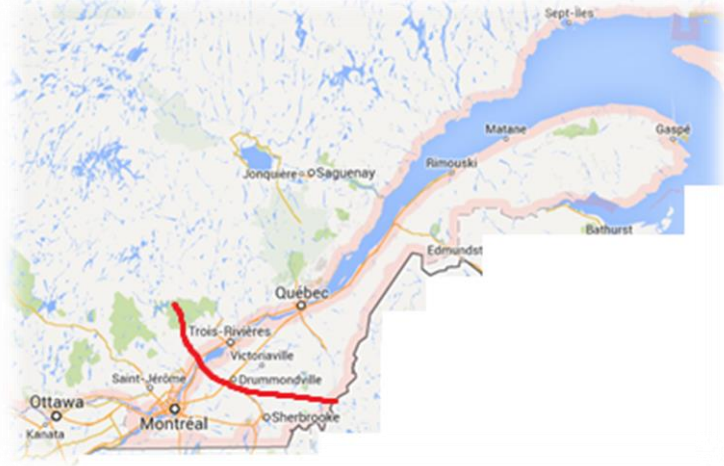 Sept-Îles
Matane
Gaspé
Rimouski
Jonquière
Saguenay
Bathurst
Edmundst
Québec
Trois-Rivières
Victoriaville
Saint-Jérôme
Drummondville
Ottawa
Montréal
Sherbrooke
Kanata